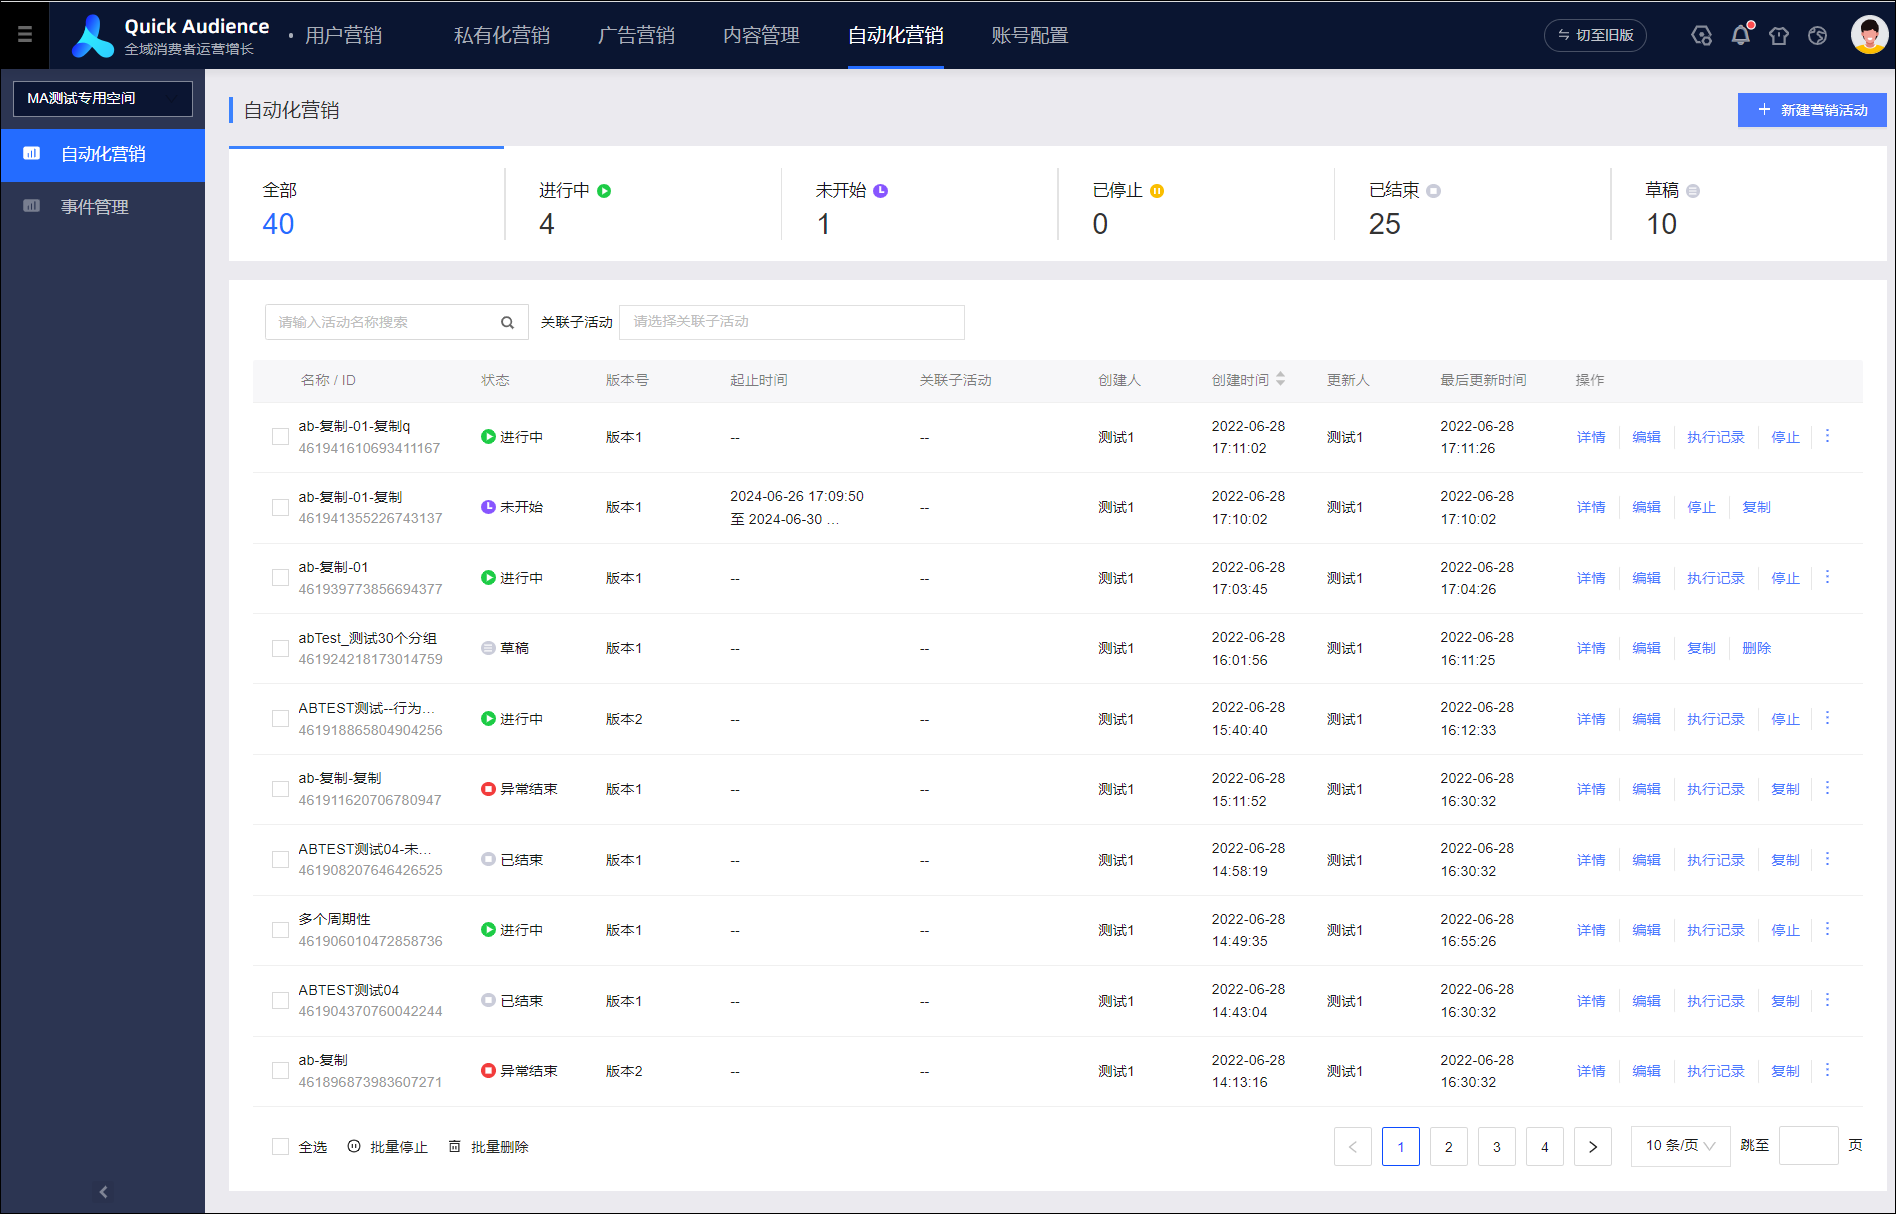 Quick Audience
全域消费者运营增长
· 用户营销 私有化营销 广告营销 内容管理 自动化营销 账号配置 切至旧版
MA测试专用空间
自动化营销
事件管理
自动化营销
+ 新建营销活动
全部 进行中 未开始 已停止 已结束 草稿
40 4 1 0 25 10
请输入活动名称搜索 关联子活动 请选择关联子活动
名称 / ID 状态 版本号 起止时间 关联子活动 创建人 创建时间 更新人 最后更新时间 操作
ab-复制-01-复制q 2022-06-28 2022-06-28
进行中 版本1 -- -- 测试1 测试1 详情 编辑 执行记录 停止
461941610693411167 17:11:02 17:11:26
ab-复制-01-复制 2024-06-26 17:09:50 2022-06-28 2022-06-28
未开始 版本1 -- 测试1 测试1 详情 编辑 停止 复制
461941355226743137 至 2024-06-30 ... 17:10:02 17:10:02
ab-复制-01 2022-06-28 2022-06-28
进行中 版本1 -- -- 测试1 测试1 详情 编辑 执行记录 停止
461939773856694377 17:03:45 17:04:26
abTest_测试30个分组 2022-06-28 2022-06-28
草稿 版本1 -- -- 测试1 测试1 详情 编辑 复制 删除
461924218173014759 16:01:56 16:11:25
ABTEST测试--行为... 2022-06-28 2022-06-28
进行中 版本2 -- -- 测试1 测试1 详情 编辑 执行记录 停止
461918865804904256 15:40:40 16:12:33
ab-复制-复制 2022-06-28 2022-06-28
异常结束 版本1 -- -- 测试1 测试1 详情 编辑 执行记录 复制
461911620706780947 15:11:52 16:30:32
ABTEST测试04-未... 2022-06-28 2022-06-28
已结束 版本1 -- -- 测试1 测试1 详情 编辑 执行记录 复制
461908207646426525 14:58:19 16:30:32
多个周期性 2022-06-28 2022-06-28
进行中 版本1 -- -- 测试1 测试1 详情 编辑 执行记录 停止
461906010472858736 14:49:35 16:55:26
ABTEST测试04 2022-06-28 2022-06-28
已结束 版本1 -- -- 测试1 测试1 详情 编辑 执行记录 复制
461904370760042244 14:43:04 16:30:32
ab-复制 2022-06-28 2022-06-28
异常结束 版本2 -- -- 测试1 测试1 详情 编辑 执行记录 复制
461896873983607271 14:13:16 16:30:32
全选 批量停止 批量删除 < 1 2 3 4 > 10 条/页 跳至 页